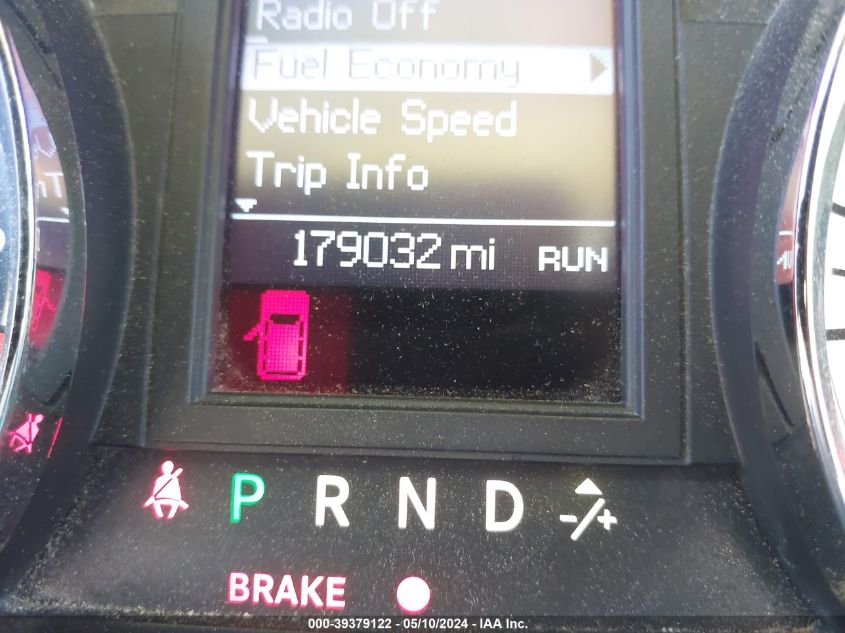 Radio Off
Fuel Economy
Vehicle Speed
Trip Info
179032 mi RUN
P R N D -/+
BRAKE
000-39379122 - 05/10/2024 - IAA Inc.